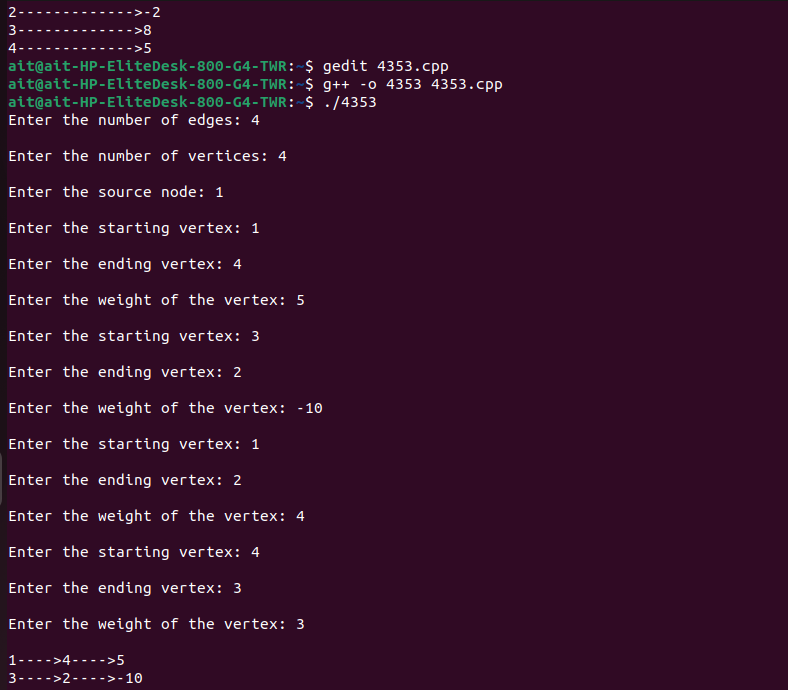 2------------->-2
3------------->8
4------------->5
ait@ait-HP-EliteDesk-800-G4-TWR:~$ gedit 4353.cpp
ait@ait-HP-EliteDesk-800-G4-TWR:~$ g++ -o 4353 4353.cpp
ait@ait-HP-EliteDesk-800-G4-TWR:~$ ./4353
Enter the number of edges: 4
Enter the number of vertices: 4
Enter the source node: 1
Enter the starting vertex: 1
Enter the ending vertex: 4
Enter the weight of the vertex: 5
Enter the starting vertex: 3
Enter the ending vertex: 2
Enter the weight of the vertex: -10
Enter the starting vertex: 1
Enter the ending vertex: 2
Enter the weight of the vertex: 4
Enter the starting vertex: 4
Enter the ending vertex: 3
Enter the weight of the vertex: 3
1---->4---->5
3---->2---->-10